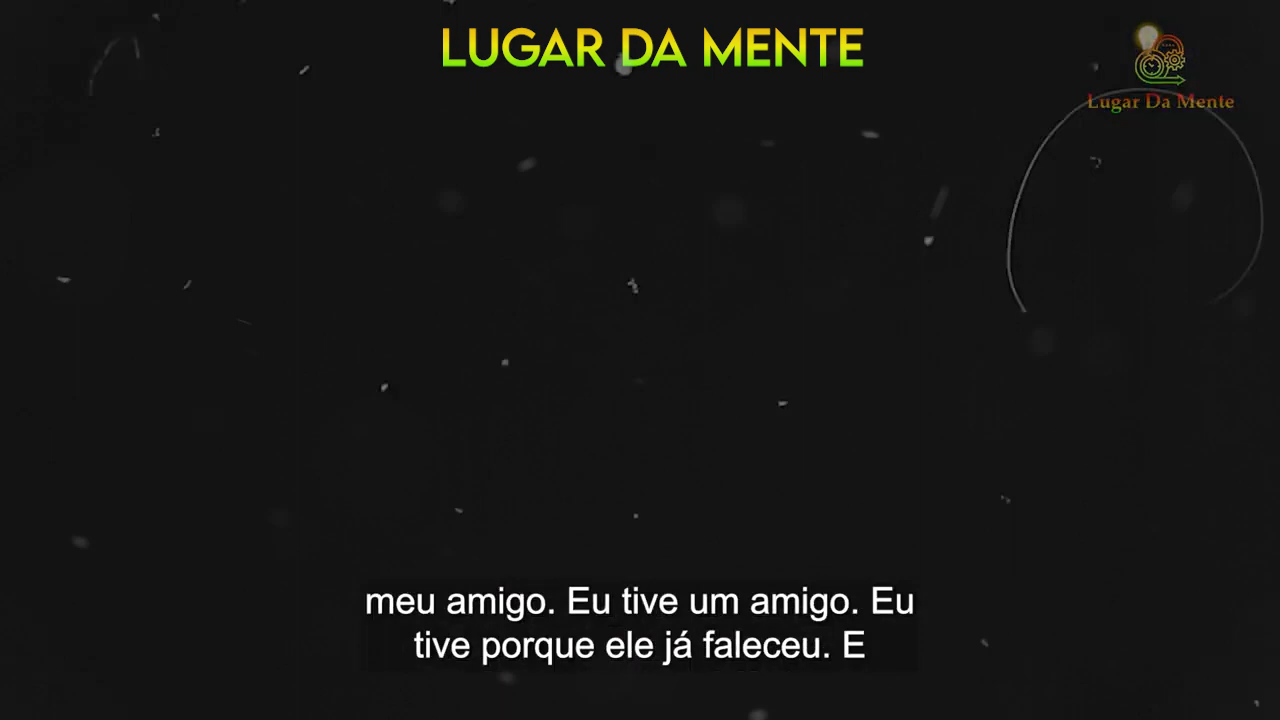 LUGAR DA MENTE
Lugar Da Mente
meu amigo. Eu tive um amigo. Eu
tive porque ele já faleceu. E